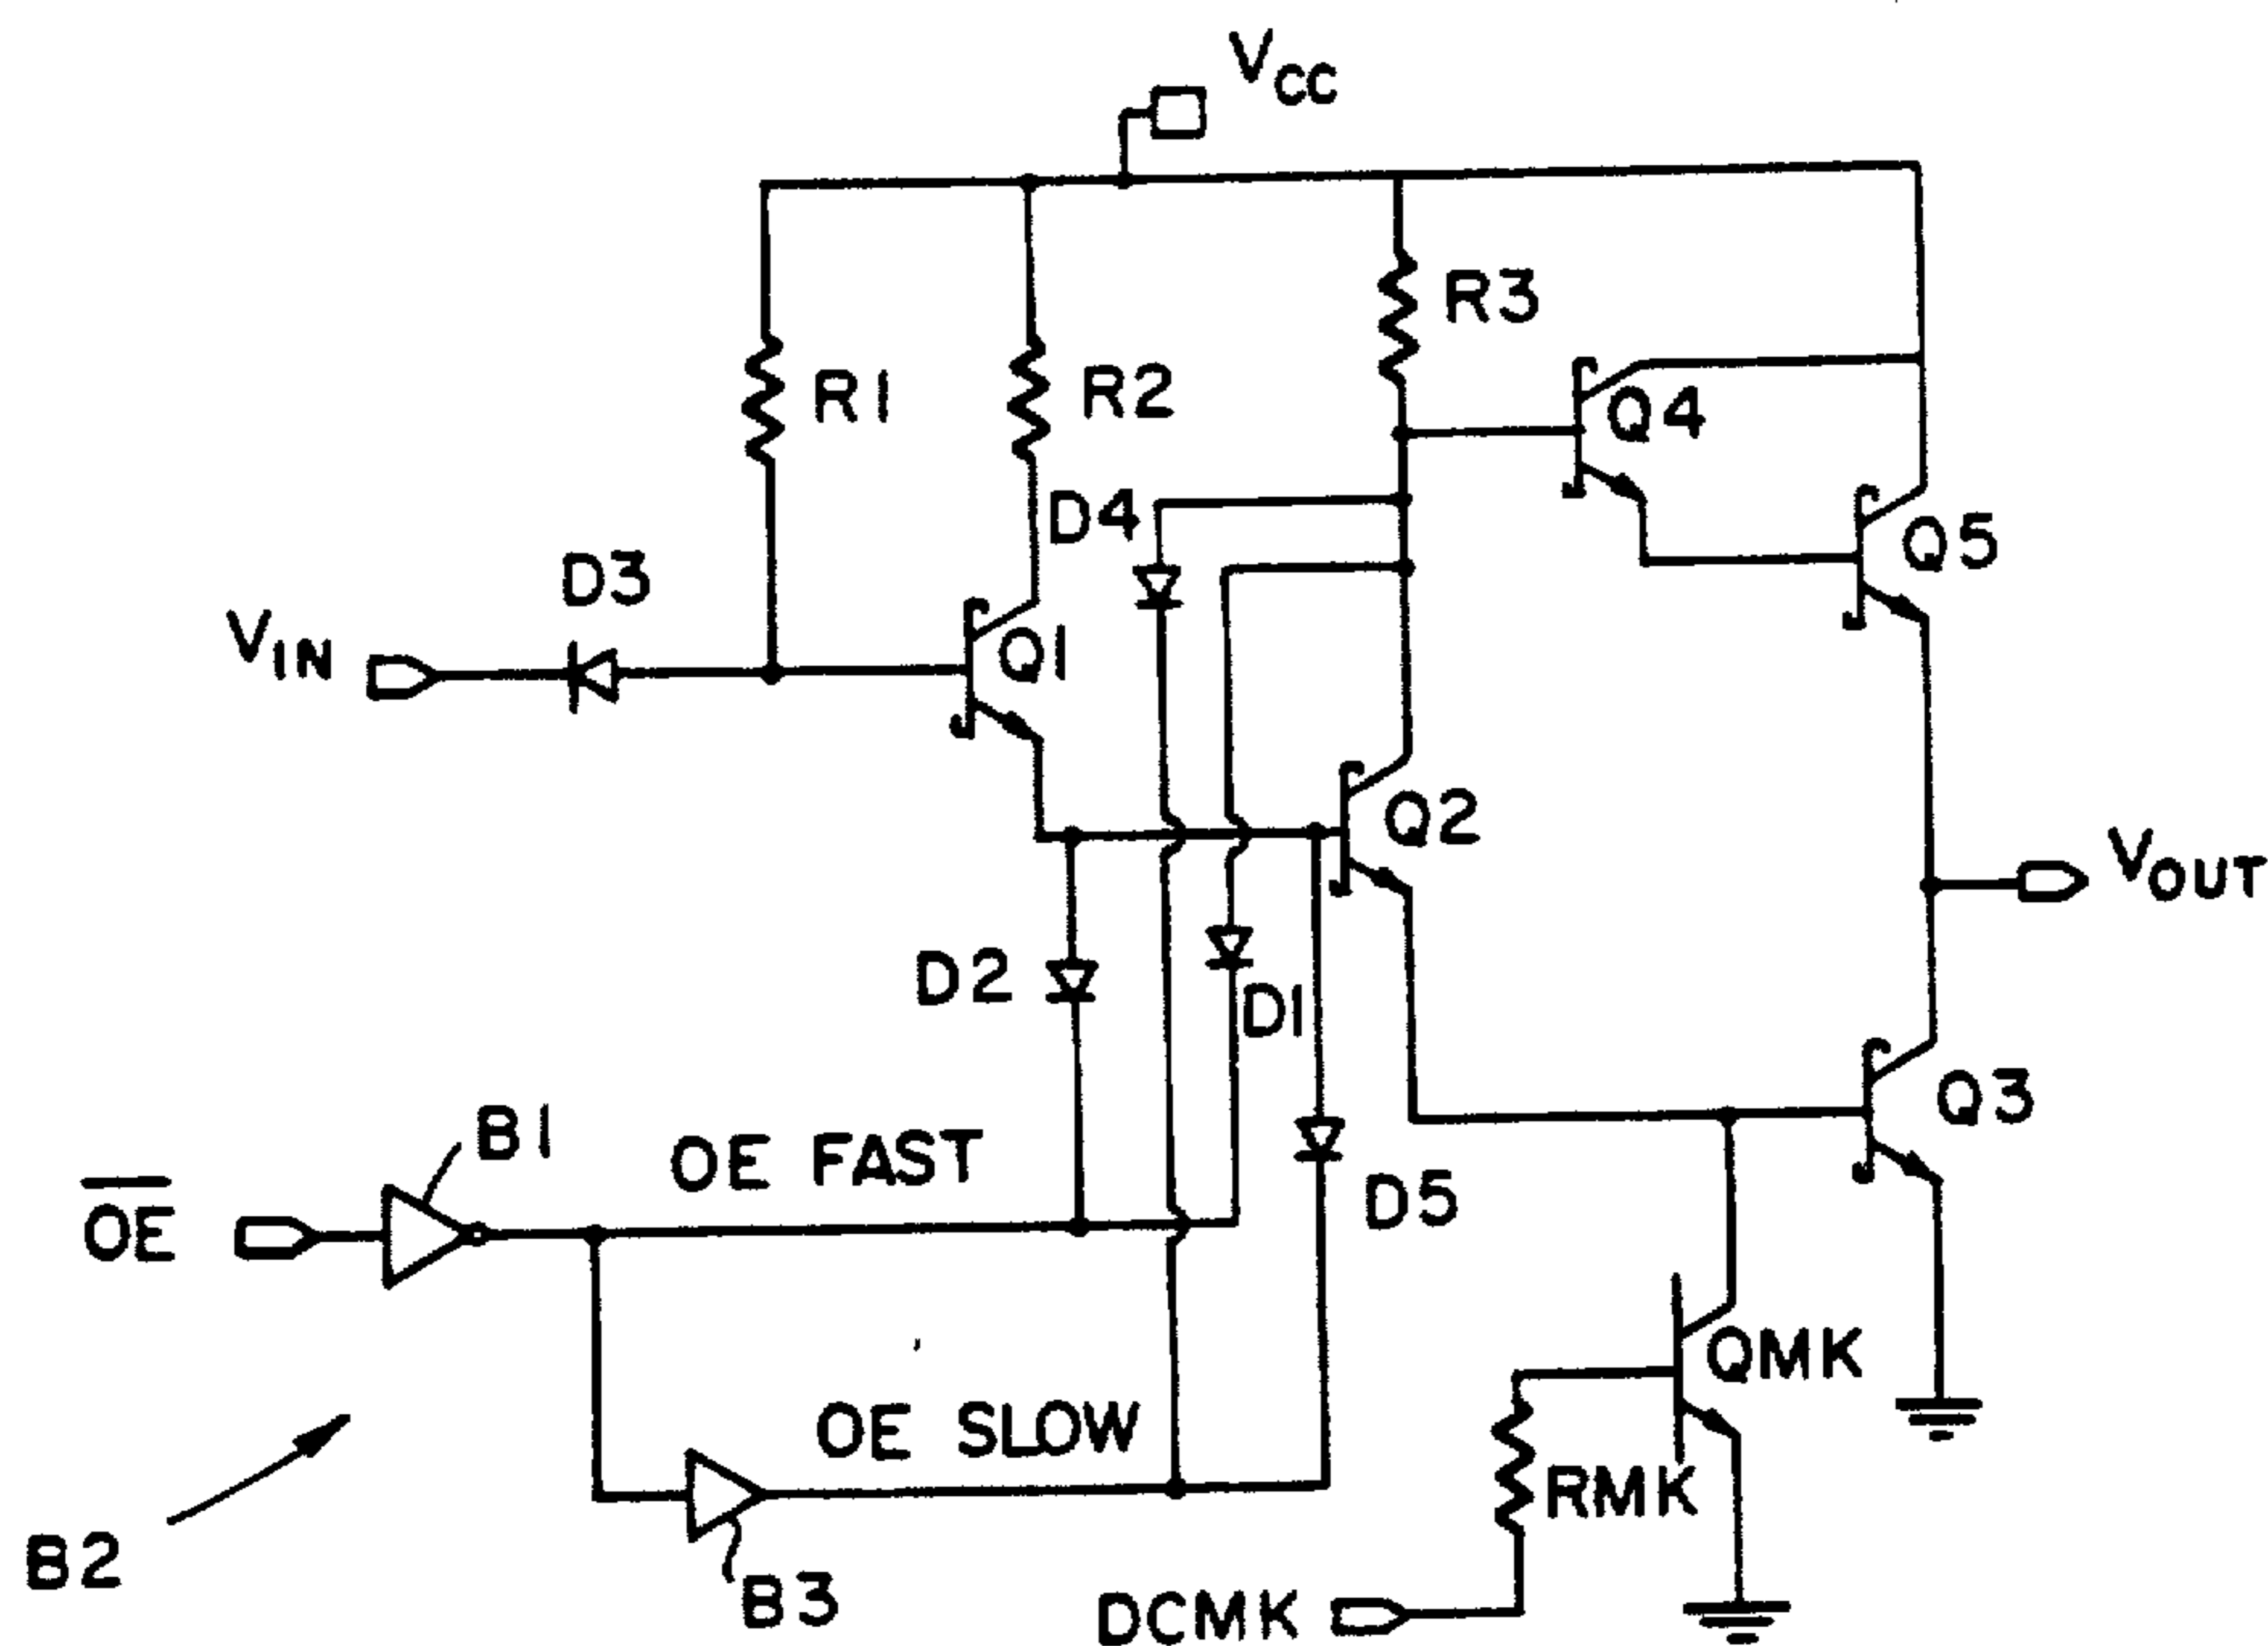 VCC
R3
R1
R2
Q4
D4
Q5
D3
VIN
Q1
Q2
VOUT
D2
D1
B1
OE FAST
Q3
OE
D5
QMK
OE SLOW
RMK
B2
B3
DCMK